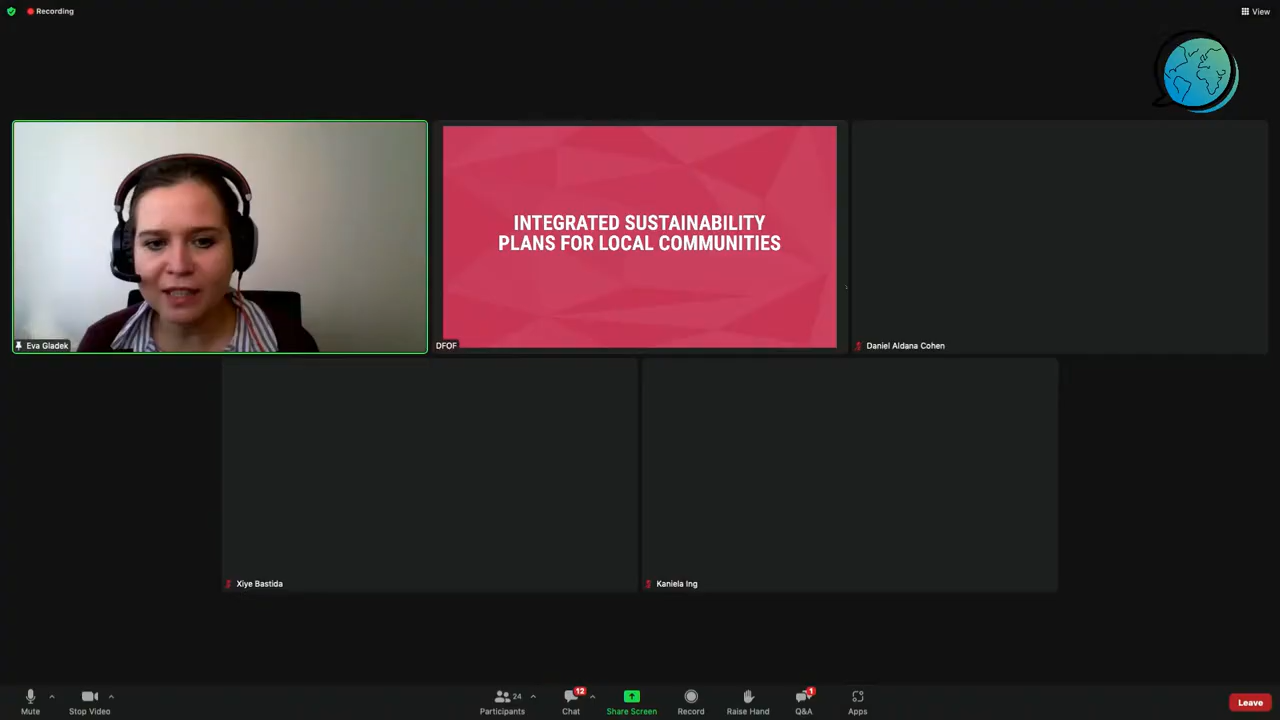 Recording
View
INTEGRATED SUSTAINABILITY
PLANS FOR LOCAL COMMUNITIES
Eva Gladek
DFOF
Daniel Aldana Cohen
Xiye Bastida
Kaniela Ing
Mute
Stop Video
24
Participants
12
Chat
Share Screen
Record
Raise Hand
1
Q&A
Apps
Leave